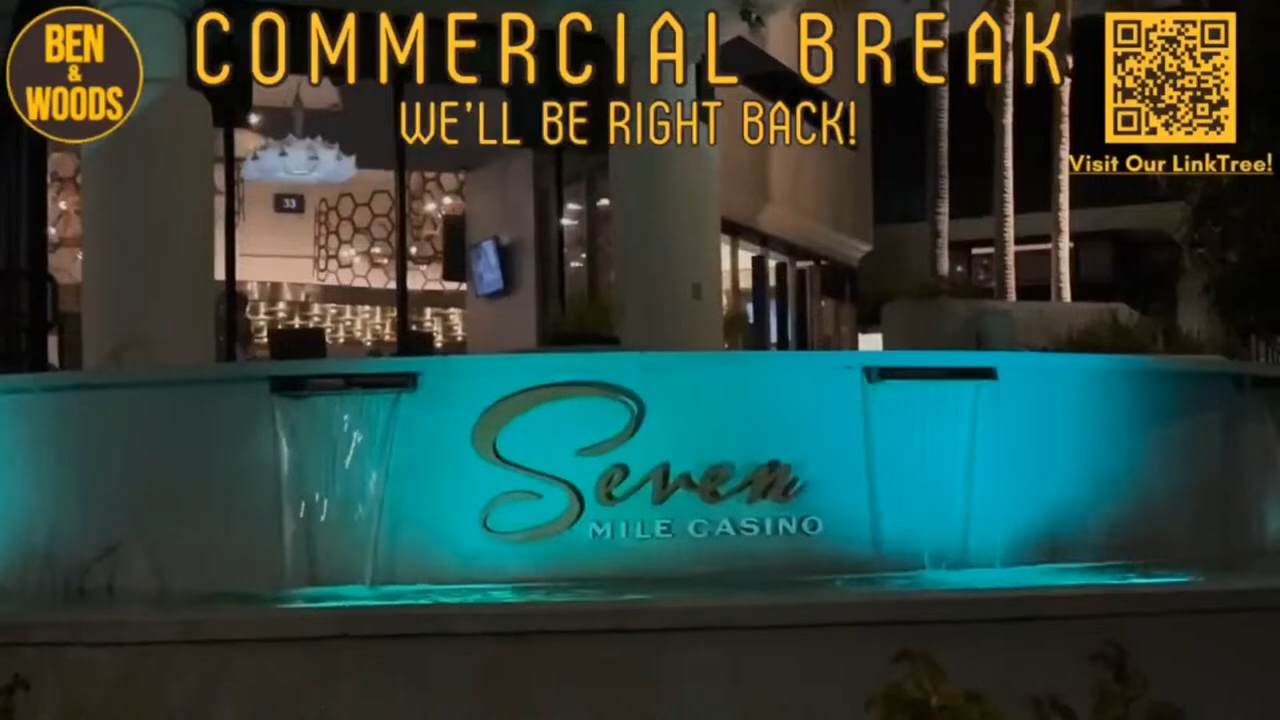 BEN
&
WOODS
COMMERCIAL BREAK
WE'LL BE RIGHT BACK!
Visit Our LinkTree!
33
Seven
MILE CASINO